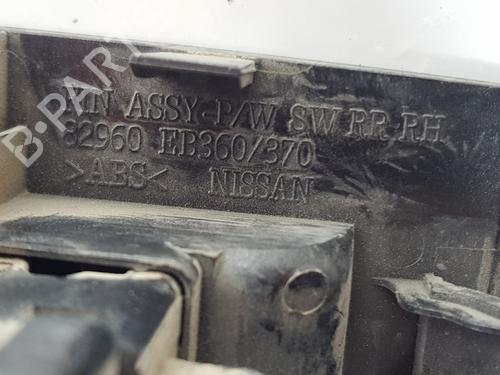 FIN ASSY-P/W SW RR RH
82960 EB360/370
>ABS< NISSAN
B-PARTS